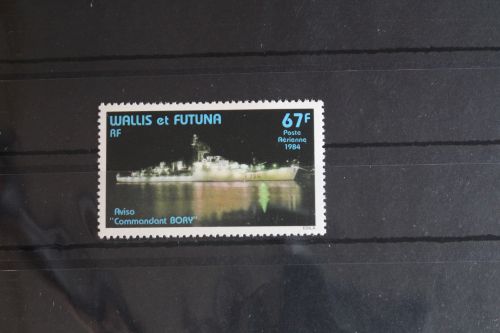 WALLIS et FUTUNA
RF
67F
Poste
Aérienne
1984
Aviso
"Commandant BORY"